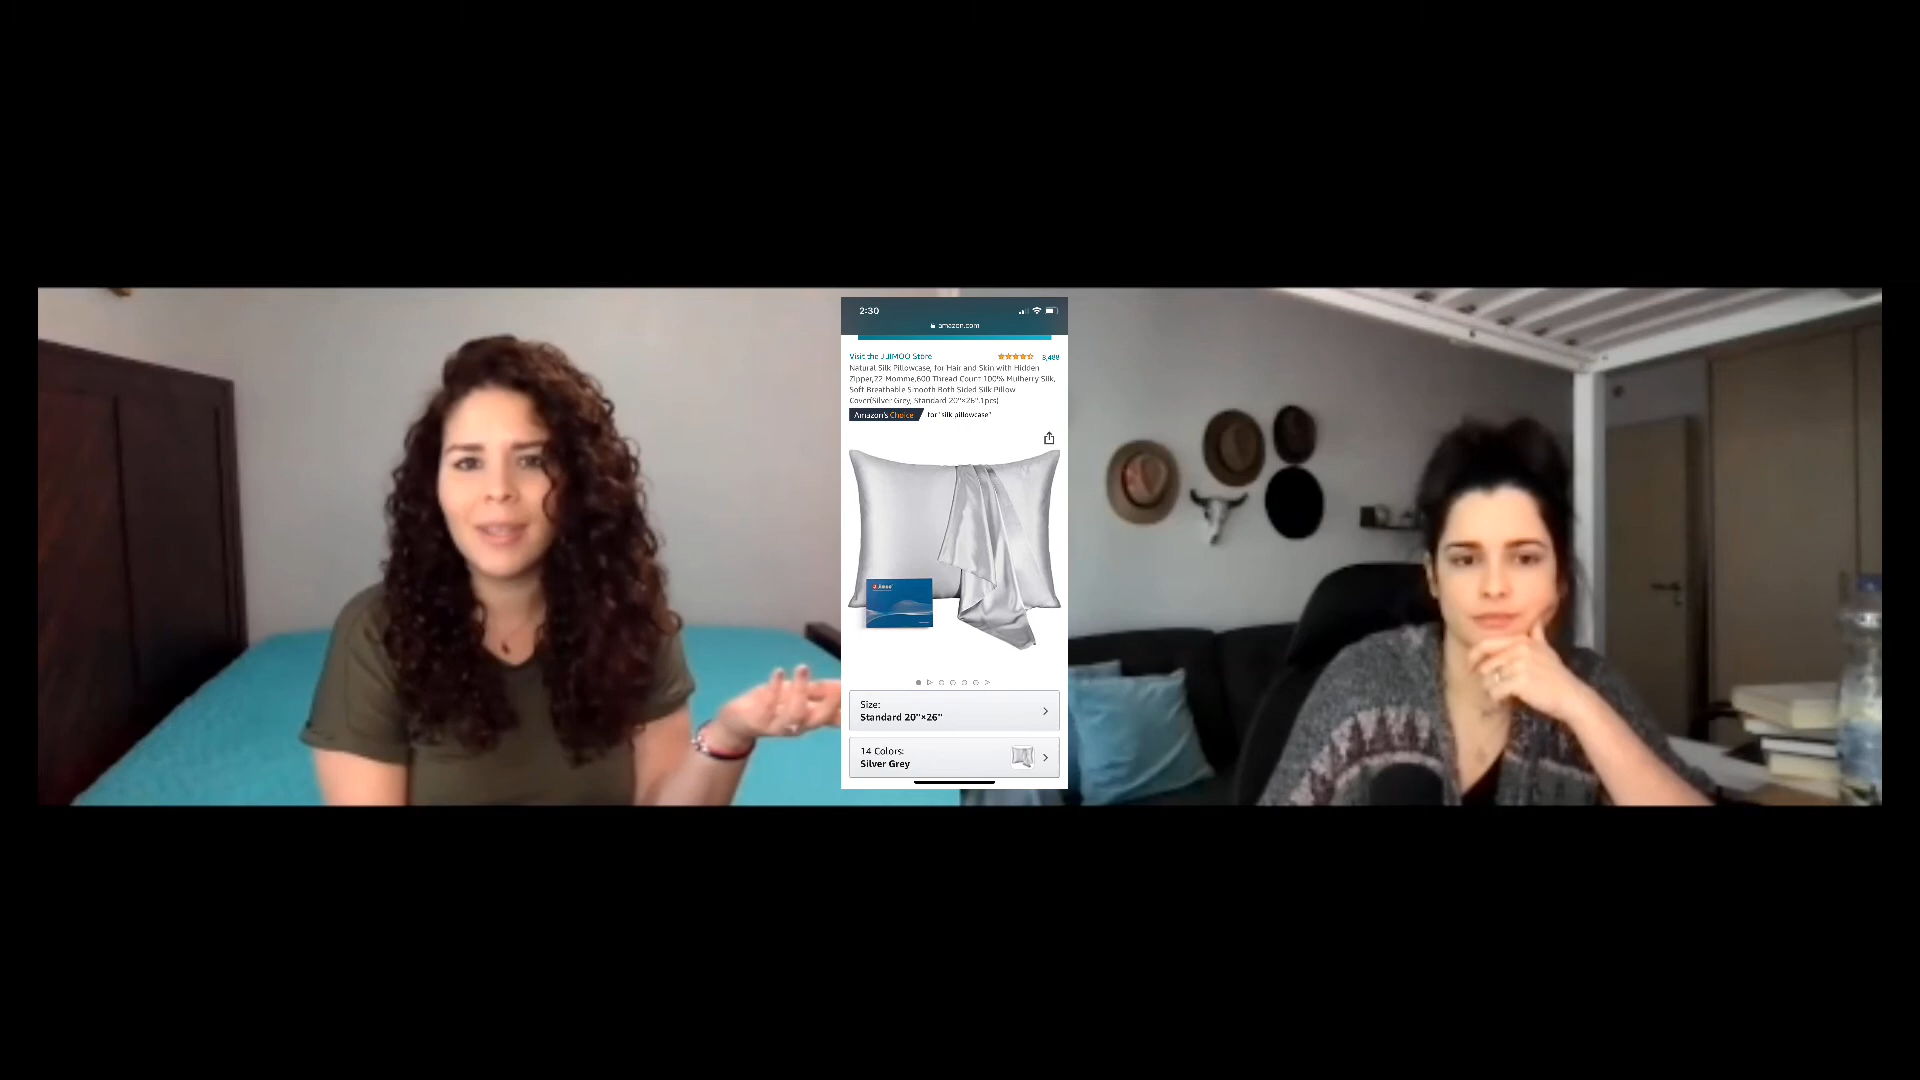 2:30
amazon.com
Visit the JJIMOO Store
3,488
Natural Silk Pillowcase, for Hair and Skin with Hidden
Zipper,22 Momme,600 Thread Count 100% Mulberry Silk,
Soft Breathable Smooth Both Sided Silk Pillow
Cover(Silver Grey, Standard 20''×26''.1pcs)
Amazon's Choice for "silk pillowcase"
Size:
Standard 20''×26''
14 Colors:
Silver Grey